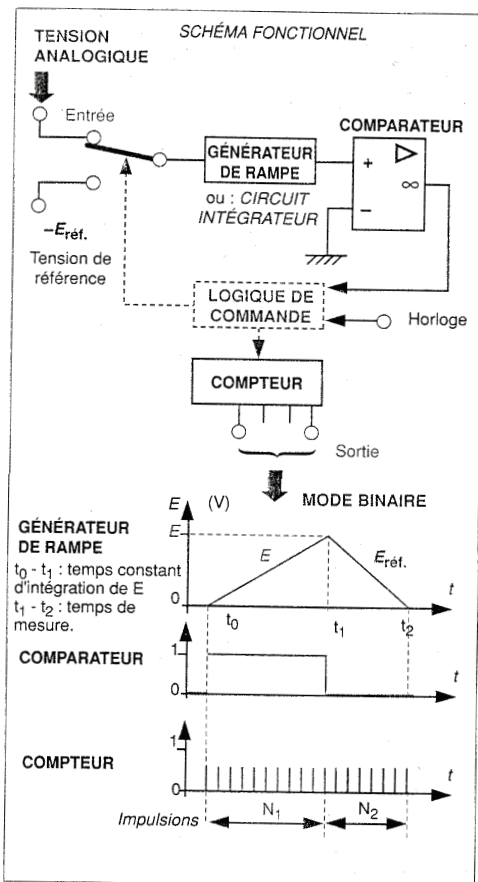 SCHÉMA FONCTIONNEL
TENSION
ANALOGIQUE
Entrée
COMPARATEUR
GÉNÉRATEUR
DE RAMPE
ou : CIRCUIT
INTÉGRATEUR
+
∞
−
−Eréf.
Tension de
référence
LOGIQUE DE
COMMANDE
Horloge
COMPTEUR
Sortie
MODE BINAIRE
E (V)
GÉNÉRATEUR
DE RAMPE
t0 - t1 : temps constant
d'intégration de E
t1 - t2 : temps de
mesure.
E
E
Eréf.
t
0
t0
t1
t2
COMPARATEUR
1
0
t
COMPTEUR
1
0
t
Impulsions
N1
N2